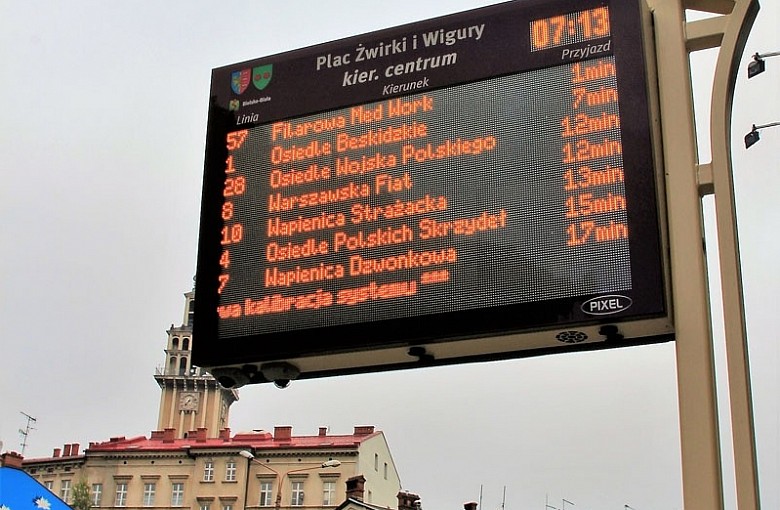 Plac Żwirki i Wigury
kier. centrum
07:13
Bielsko-Biała
Linia Kierunek Przyjazd
57 Filarowa Med Work 1min
1 Osiedle Beskidzkie 7min
28 Osiedle Wojska Polskiego 12min
8 Warszawska Fiat 12min
10 Wapienica Strażacka 13min
4 Osiedle Polskich Skrzydeł 15min
7 Wapienica Dzwonkowa 17min
wa kalibracja systemu ***
PIXEL